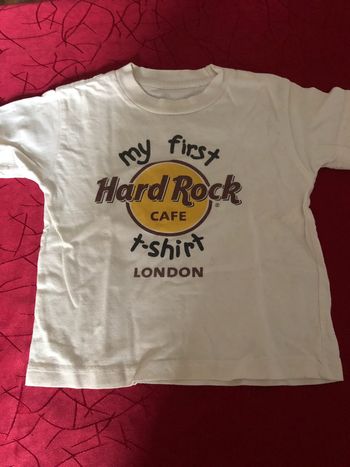 my first
Hard Rock
CAFE
®
t-shirt
LONDON